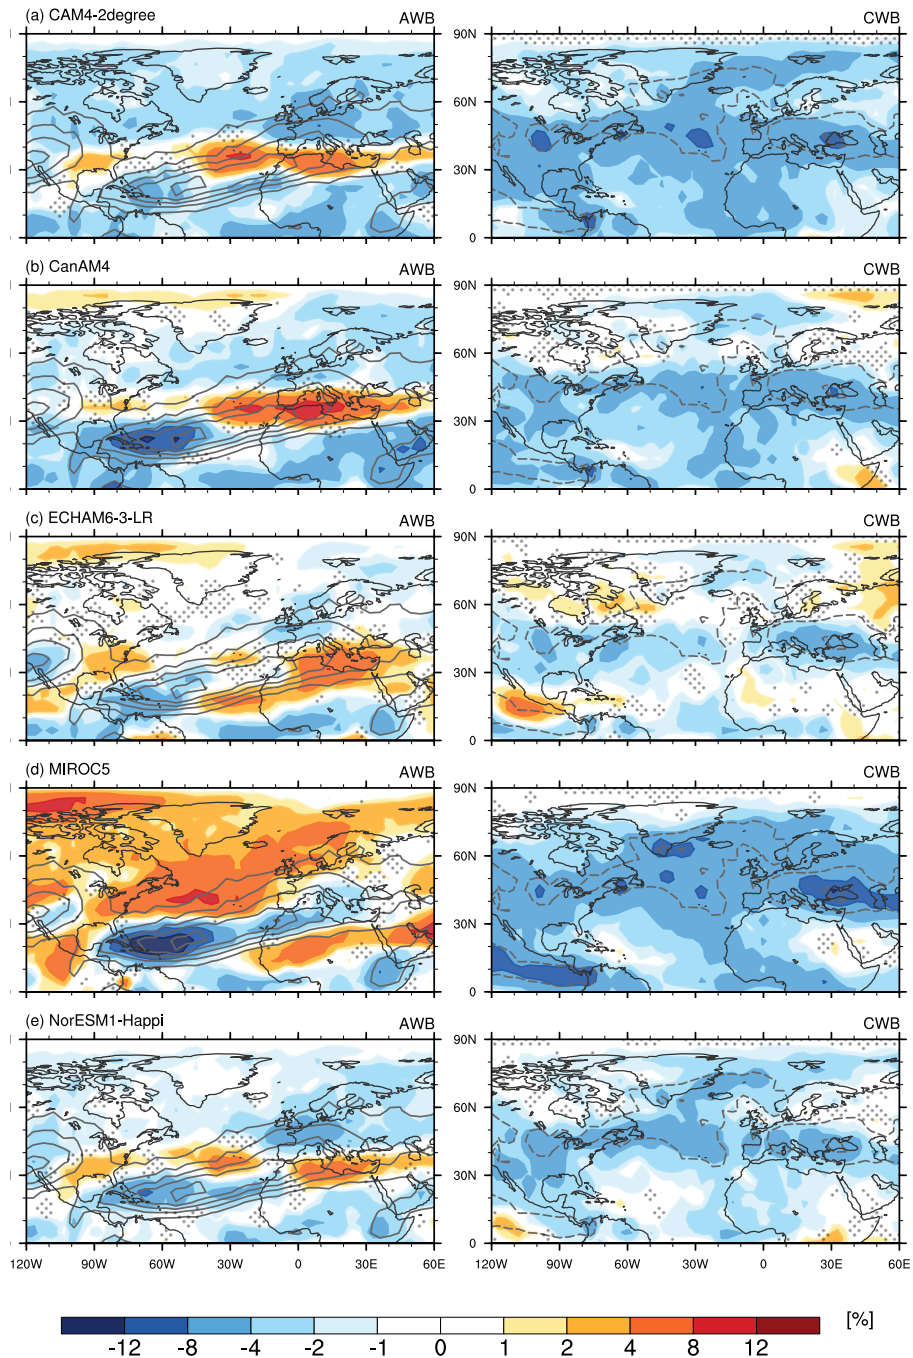 (a) CAM4-2degree AWB CWB
90N
60N
30N
0
(b) CanAM4 AWB CWB
90N
60N
30N
0
(c) ECHAM6-3-LR AWB CWB
90N
60N
30N
0
(d) MIROC5 AWB CWB
90N
60N
30N
0
(e) NorESM1-Happi AWB CWB
90N
60N
30N
0
120W 90W 60W 30W 0 30E 60E 120W 90W 60W 30W 0 30E 60E
[%]
-12 -8 -4 -2 -1 0 1 2 4 8 12